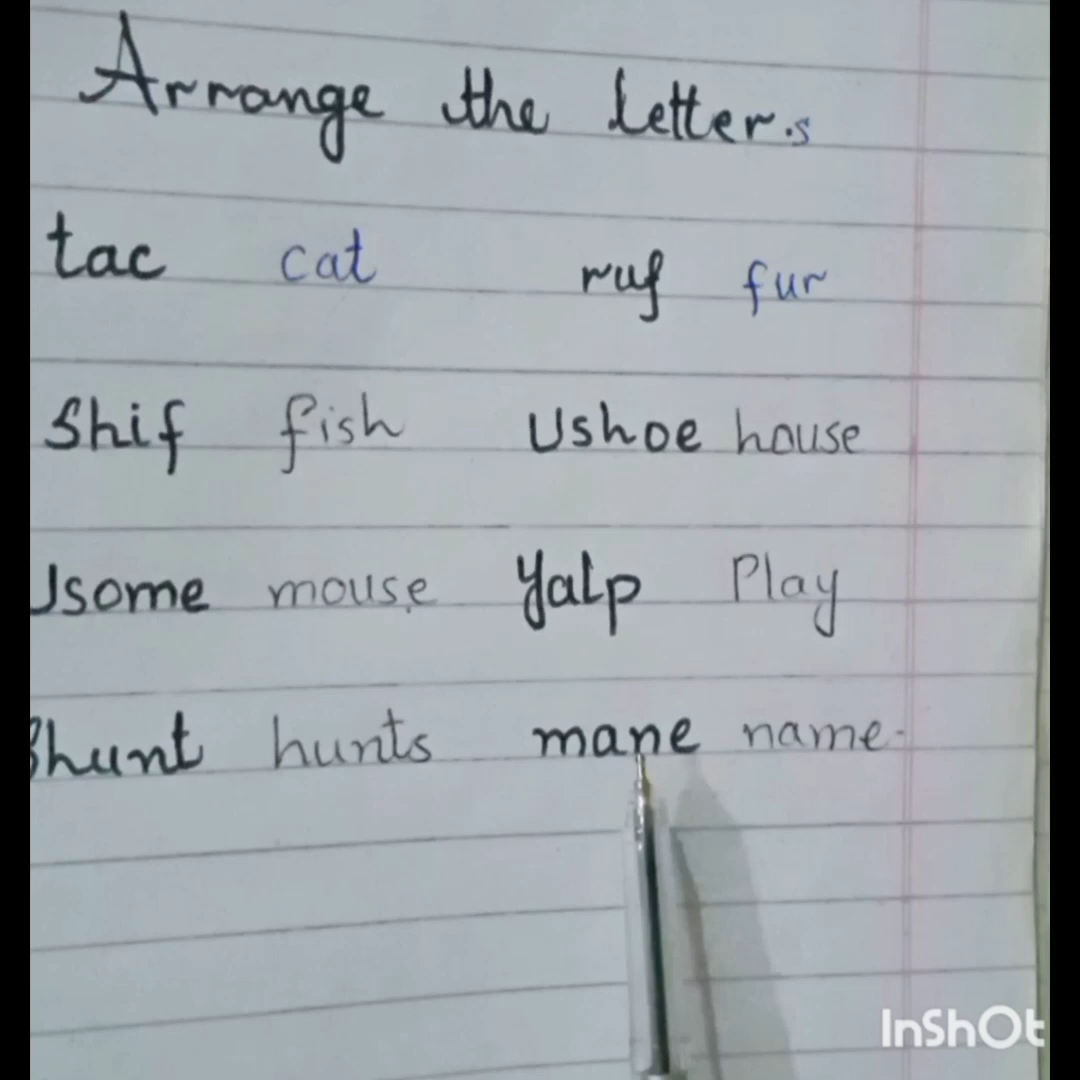 Arrange the letters
tac cat ruf fur
Shif fish Ushoe house
Usome mouse Yalp Play
Shunt hunts mane name
InShOt